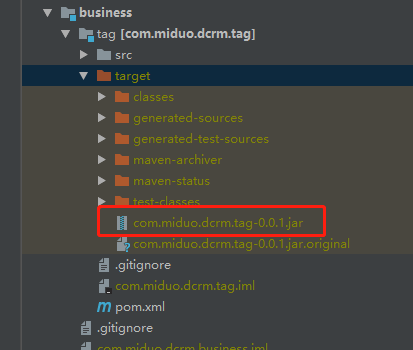 business
tag [com.miduo.dcrm.tag]
src
target
classes
generated-sources
generated-test-sources
maven-archiver
maven-status
test-classes
com.miduo.dcrm.tag-0.0.1.jar
com.miduo.dcrm.tag-0.0.1.jar.original
.gitignore
com.miduo.dcrm.tag.iml
pom.xml
.gitignore
com.miduo.dcrm.business.iml